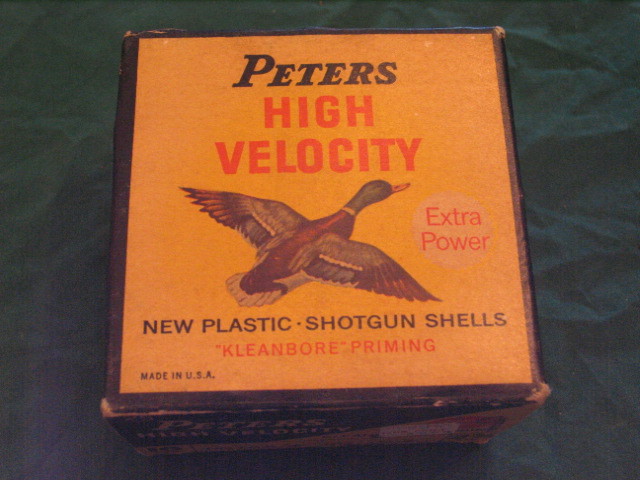 PETERS
HIGH
VELOCITY
Extra
Power
NEW PLASTIC · SHOTGUN SHELLS
"KLEANBORE" PRIMING
MADE IN U.S.A.
PETERS
HIGH VELOCITY